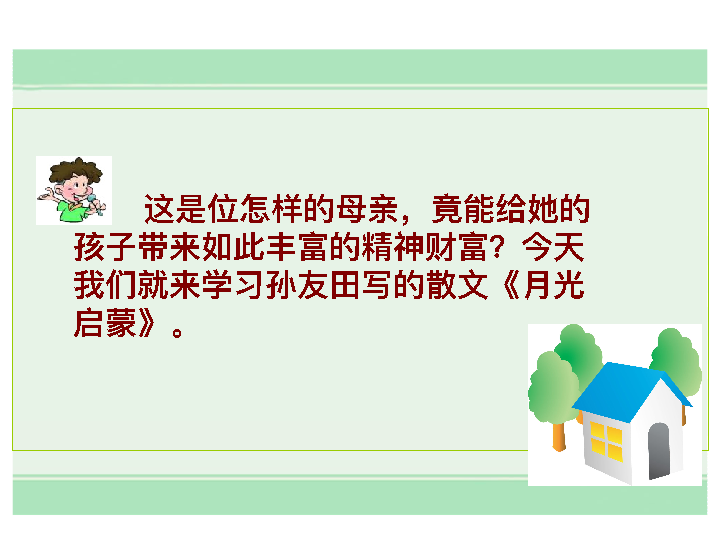 这是位怎样的母亲，竟能给她的
孩子带来如此丰富的精神财富？今天
我们就来学习孙友田写的散文《月光
启蒙》。